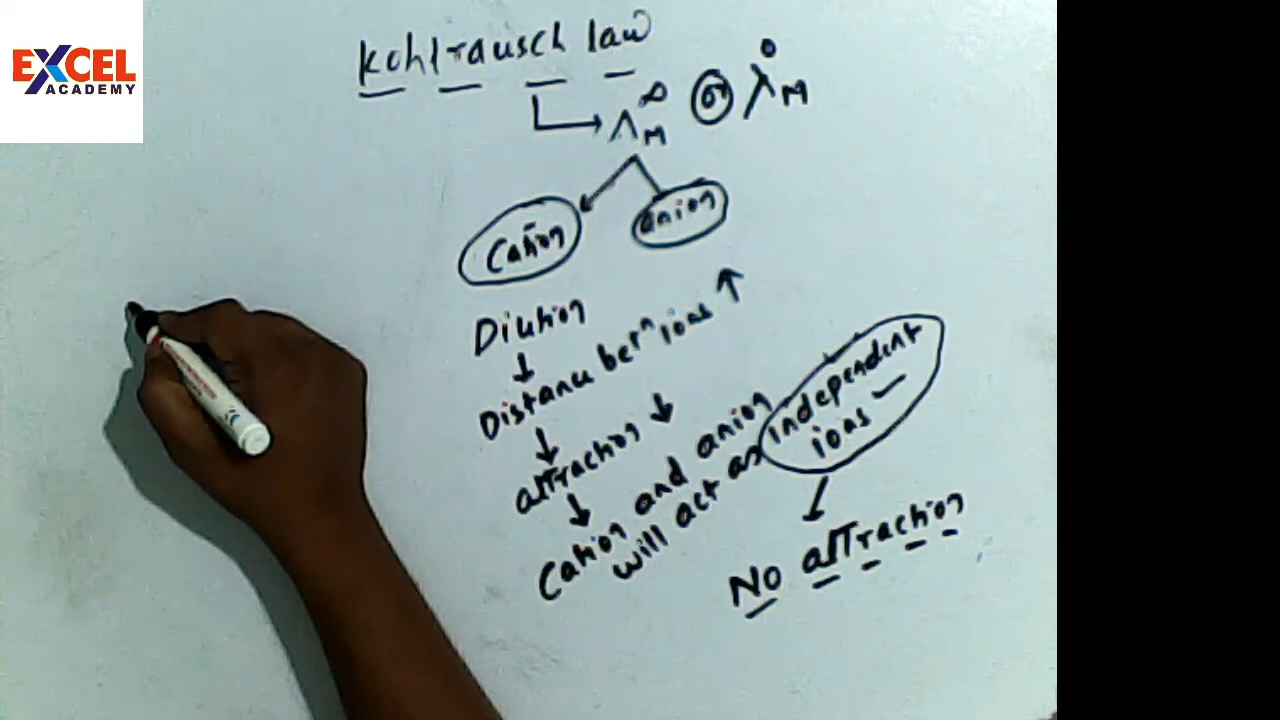 EXCEL
ACADEMY
kohlrausch law
Λ∞M or λ°M
Cation anion
Dilution
↓
Distance betⁿ ions ↑
↓
attraction ↓
↓
Cation and anion
will act as independent
ions
↓
No attraction